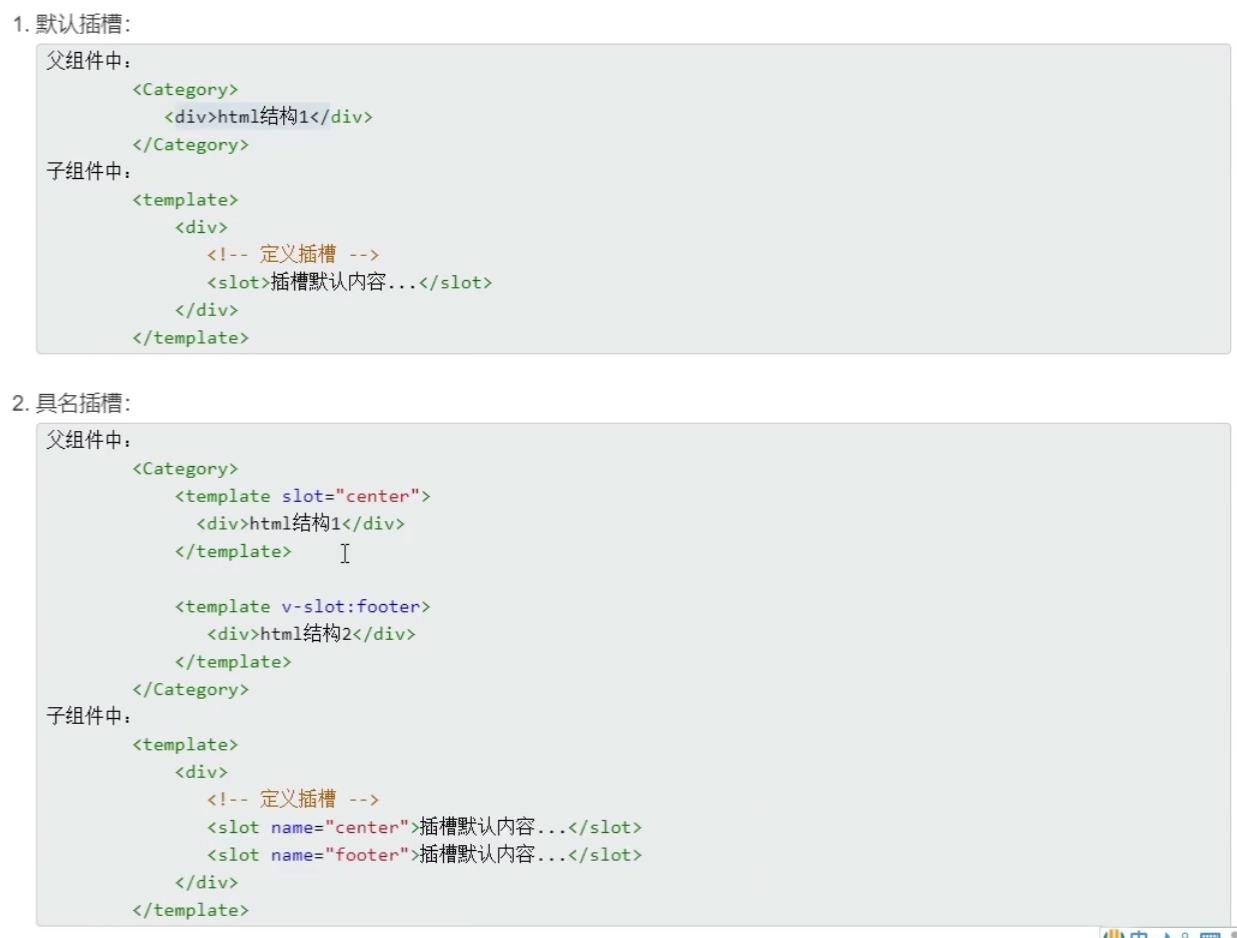 1. 默认插槽：
父组件中：
<Category>
<div>html结构1</div>
</Category>
子组件中：
<template>
<div>
<!-- 定义插槽 -->
<slot>插槽默认内容...</slot>
</div>
</template>
2. 具名插槽：
父组件中：
<Category>
<template slot="center">
<div>html结构1</div>
</template>
<template v-slot:footer>
<div>html结构2</div>
</template>
</Category>
子组件中：
<template>
<div>
<!-- 定义插槽 -->
<slot name="center">插槽默认内容...</slot>
<slot name="footer">插槽默认内容...</slot>
</div>
</template>